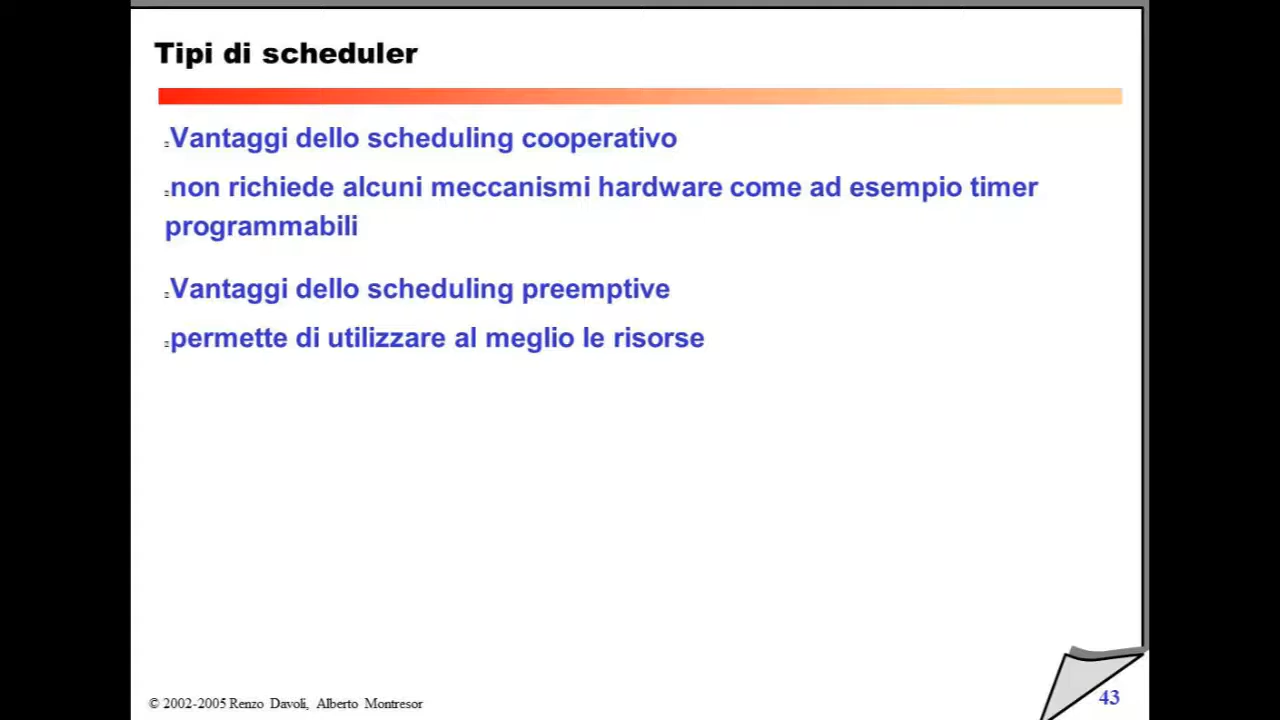 Tipi di scheduler
Vantaggi dello scheduling cooperativo
non richiede alcuni meccanismi hardware come ad esempio timer
programmabili
Vantaggi dello scheduling preemptive
permette di utilizzare al meglio le risorse
© 2002-2005 Renzo Davoli, Alberto Montresor
43